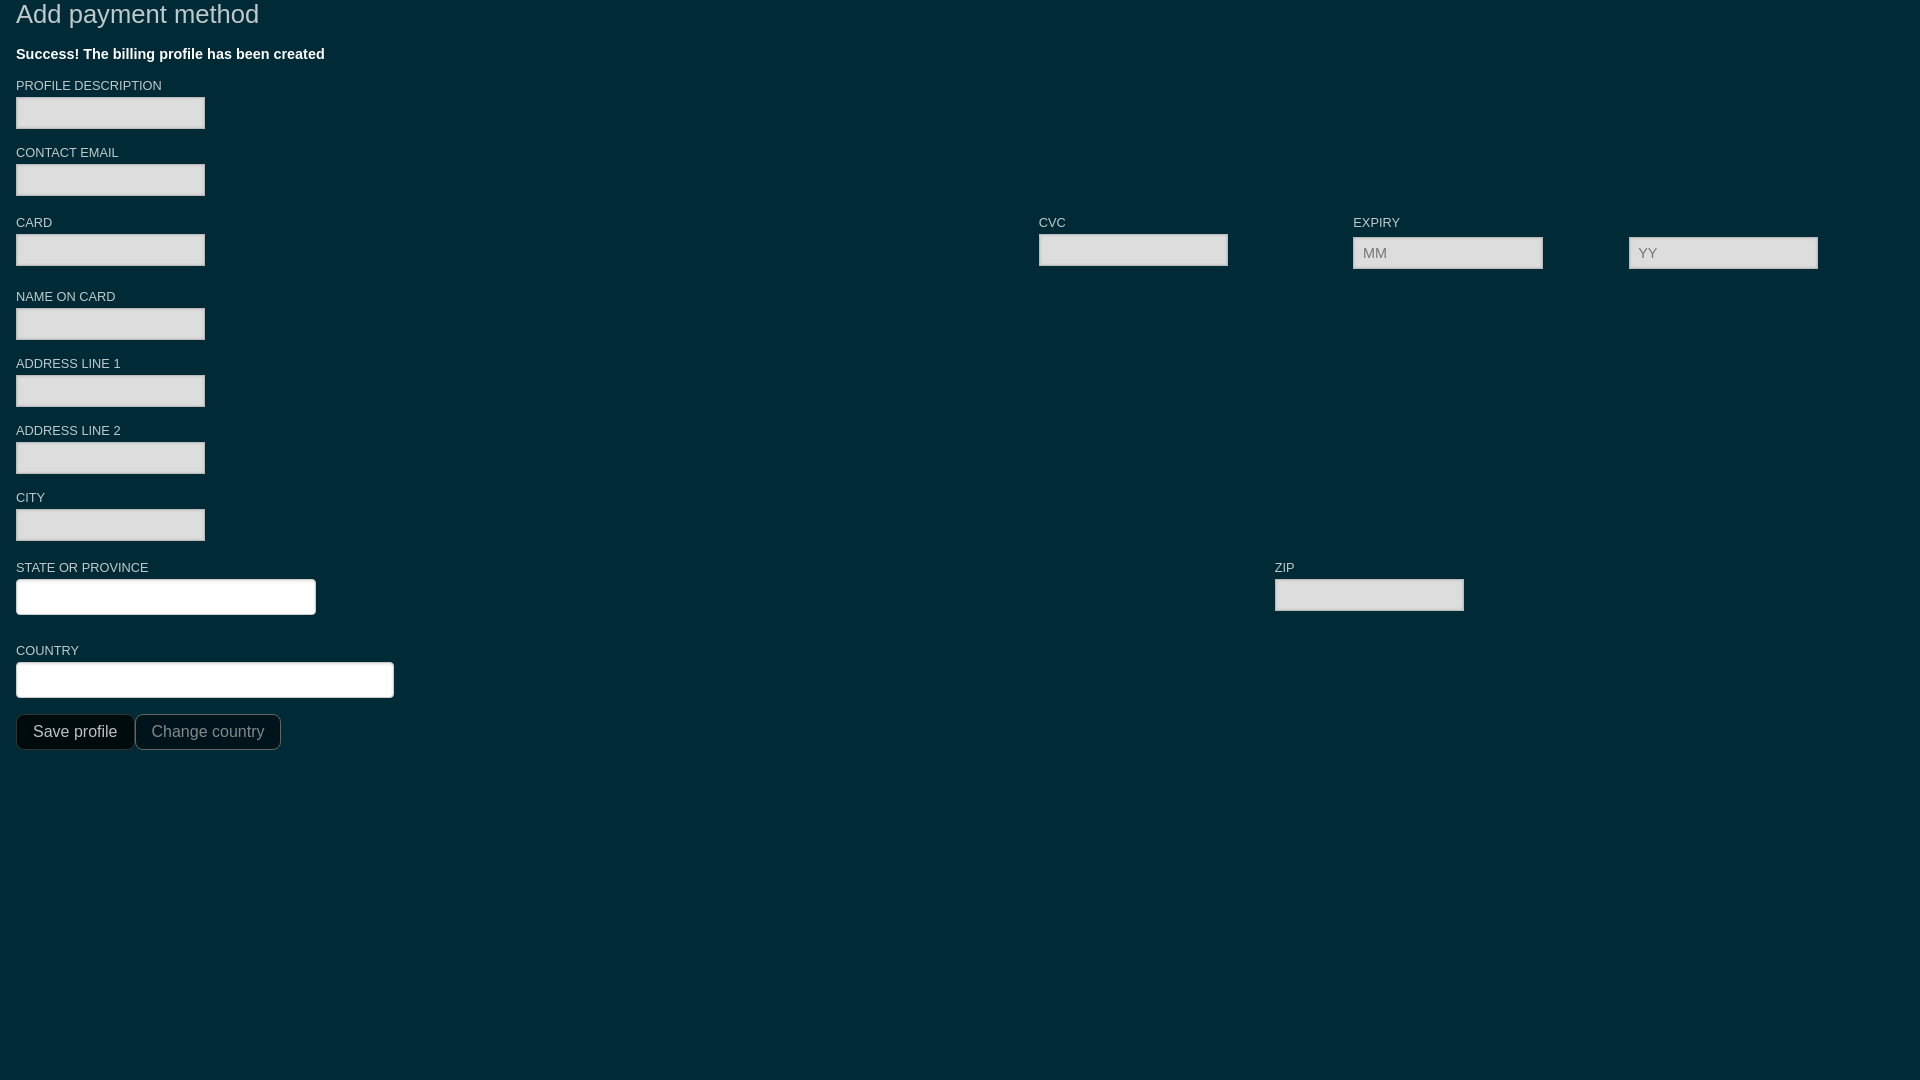 Add payment method
Success! The billing profile has been created
PROFILE DESCRIPTION
CONTACT EMAIL
CARD
CVC
EXPIRY
MM
YY
NAME ON CARD
ADDRESS LINE 1
ADDRESS LINE 2
CITY
STATE OR PROVINCE
ZIP
COUNTRY
Save profile
Change country